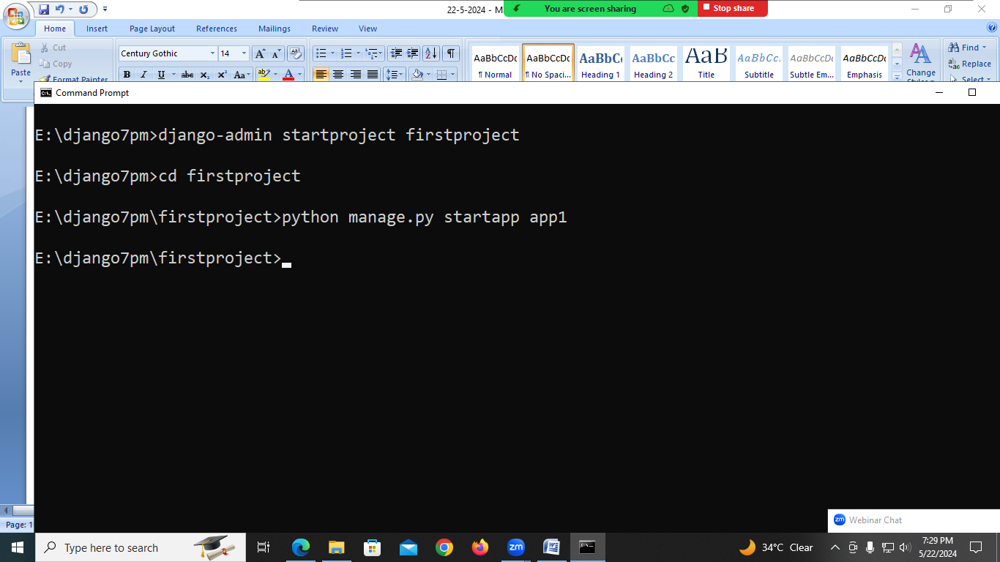 22-5-2024 - M
You are screen sharing
Stop share
Home Insert Page Layout References Mailings Review View
Paste
Cut
Copy
Format Painter
Century Gothic 14
AaBbCcDc AaBbCcDc AaBbC AaBbCc AaB AaBbCc. AaBbCcDc AaBbCcDc
¶ Normal ¶ No Spaci... Heading 1 Heading 2 Title Subtitle Subtle Em... Emphasis
Change
Find
Replace
Select
Command Prompt
E:\django7pm>django-admin startproject firstproject
E:\django7pm>cd firstproject
E:\django7pm\firstproject>python manage.py startapp app1
E:\django7pm\firstproject>
Page: 1
zm Webinar Chat
Type here to search
zm
34°C Clear
7:29 PM
5/22/2024